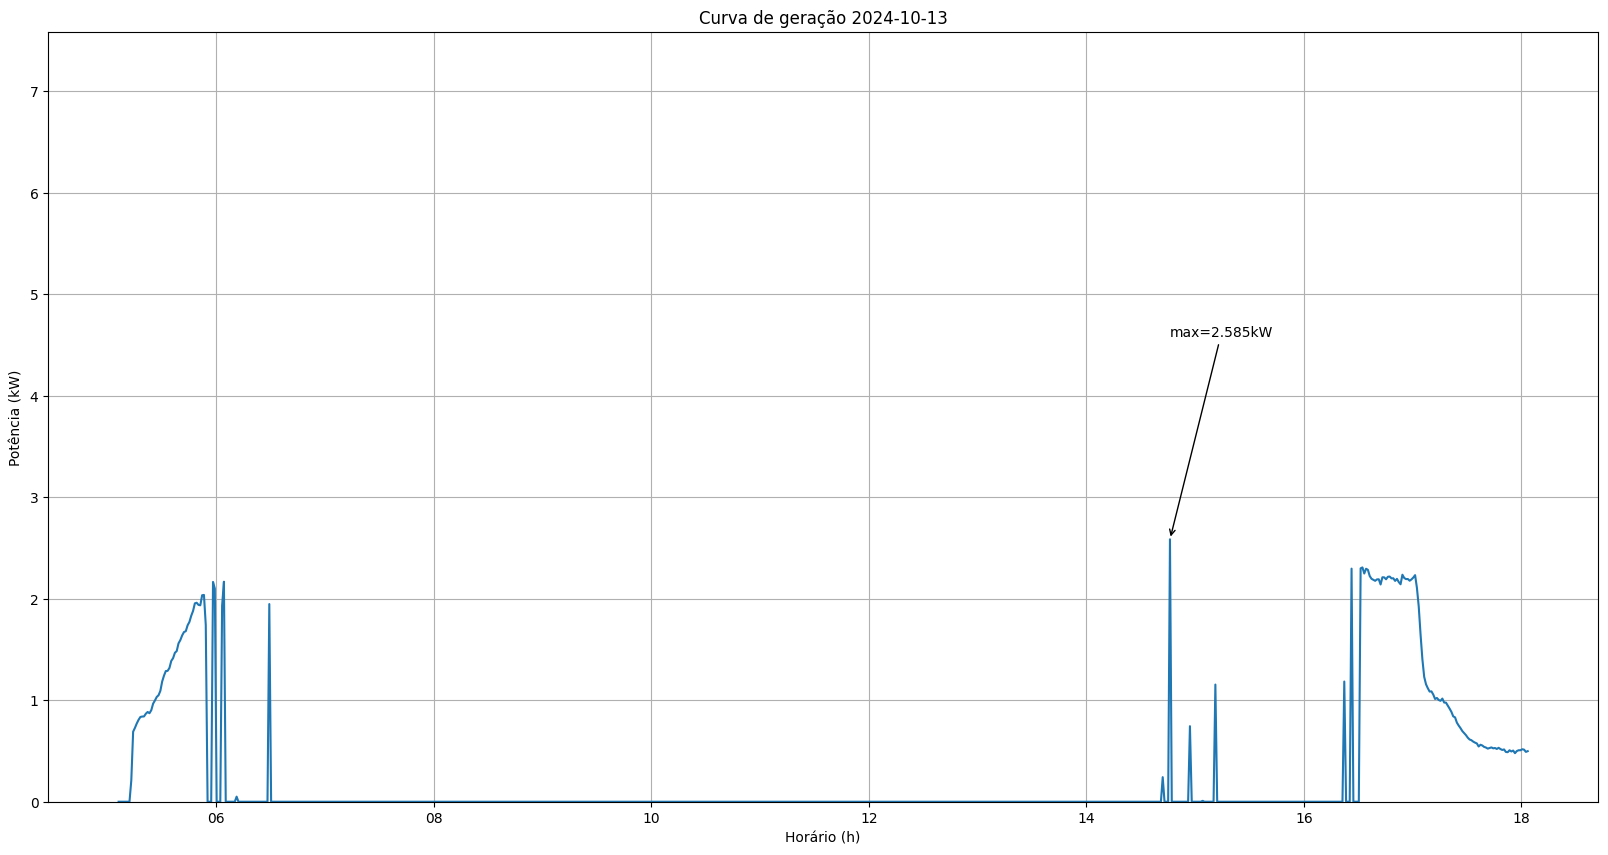 Curva de geração 2024-10-13
7
6
5
4
3
2
1
0
max=2.585kW
Potência (kW)
06 08 10 12 14 16 18
Horário (h)